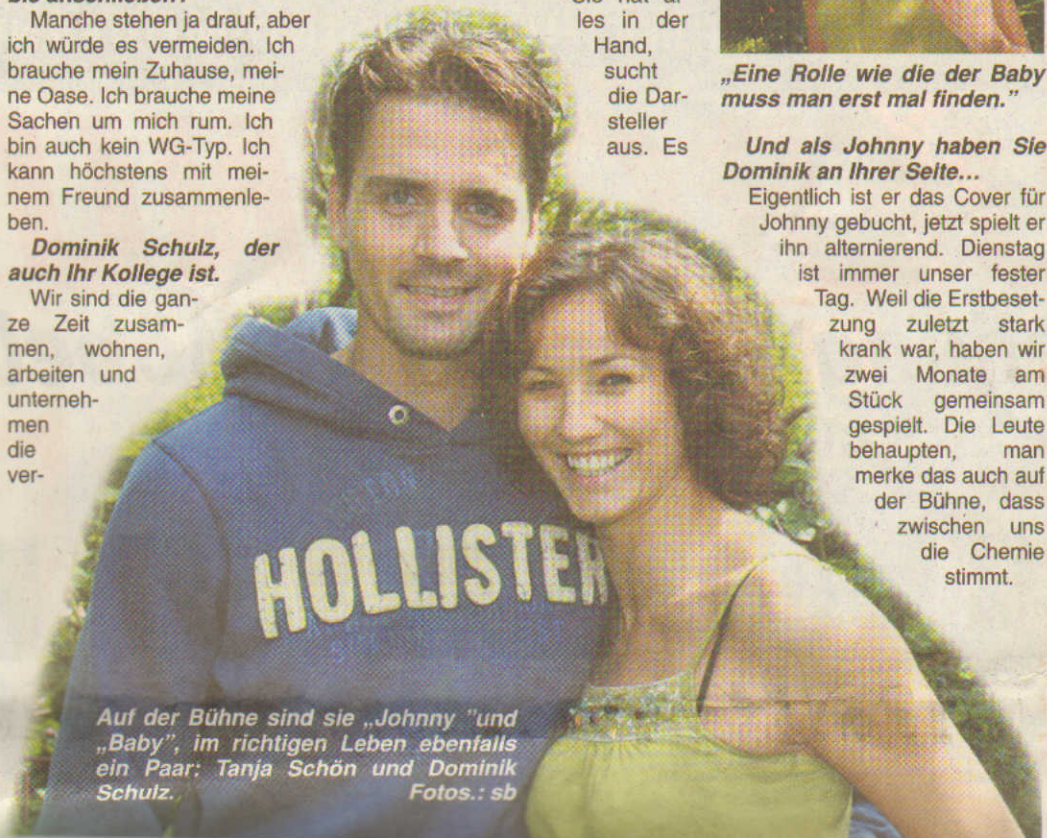 Manche stehen ja drauf, aber
ich würde es vermeiden. Ich
brauche mein Zuhause, mei-
ne Oase. Ich brauche meine
Sachen um mich rum. Ich
bin auch kein WG-Typ. Ich
kann höchstens mit mei-
nem Freund zusammenle-
ben.
Dominik Schulz, der
auch Ihr Kollege ist.
Wir sind die gan-
ze Zeit zusam-
men, wohnen,
arbeiten und
unterneh-
men
die
ver-
les in der
Hand,
sucht
die Dar-
steller
aus. Es
„Eine Rolle wie die der Baby
muss man erst mal finden.”
Und als Johnny haben Sie
Dominik an Ihrer Seite...
Eigentlich ist er das Cover für
Johnny gebucht, jetzt spielt er
ihn alternierend. Dienstag
ist immer unser fester
Tag. Weil die Erstbeset-
zung zuletzt stark
krank war, haben wir
zwei Monate am
Stück gemeinsam
gespielt. Die Leute
behaupten, man
merke das auch auf
der Bühne, dass
zwischen uns
die Chemie
stimmt.
HOLLISTER
Auf der Bühne sind sie „Johnny ”und
„Baby”, im richtigen Leben ebenfalls
ein Paar: Tanja Schön und Dominik
Schulz. Fotos.: sb